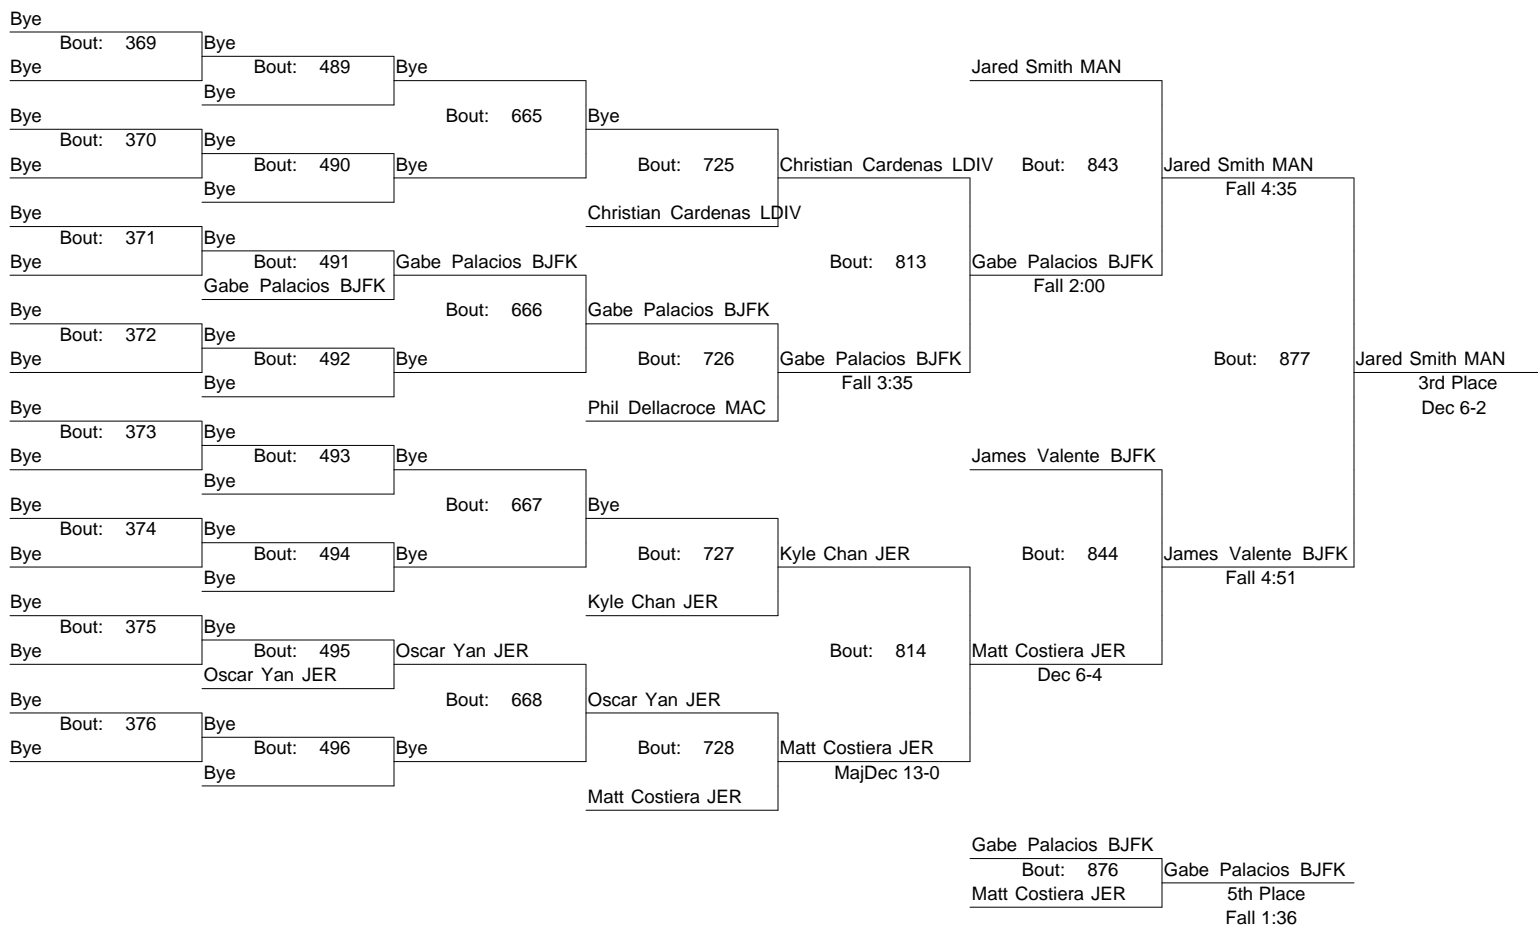 Bye
Bout: 369
Bye
Bye
Bout: 489
Bye
Bye
Jared Smith MAN
Bye
Bye
Bout: 665
Bye
Bout: 370
Bye
Bye
Bout: 490
Bye
Bout: 725
Christian Cardenas LDIV
Bout: 843
Jared Smith MAN
Bye
Fall 4:35
Bye
Christian Cardenas LDIV
Bout: 371
Bye
Bye
Bout: 491
Gabe Palacios BJFK
Bout: 813
Gabe Palacios BJFK
Gabe Palacios BJFK
Fall 2:00
Bye
Bout: 666
Gabe Palacios BJFK
Bout: 372
Bye
Bye
Bout: 492
Bye
Bout: 726
Gabe Palacios BJFK
Bout: 877
Jared Smith MAN
Bye
Fall 3:35
3rd Place
Bye
Phil Dellacroce MAC
Dec 6-2
Bout: 373
Bye
Bye
Bout: 493
Bye
James Valente BJFK
Bye
Bye
Bout: 667
Bye
Bout: 374
Bye
Bye
Bout: 494
Bye
Bout: 727
Kyle Chan JER
Bout: 844
James Valente BJFK
Bye
Fall 4:51
Bye
Kyle Chan JER
Bout: 375
Bye
Bye
Bout: 495
Oscar Yan JER
Bout: 814
Matt Costiera JER
Oscar Yan JER
Dec 6-4
Bye
Bout: 668
Oscar Yan JER
Bout: 376
Bye
Bye
Bout: 496
Bye
Bout: 728
Matt Costiera JER
Bye
MajDec 13-0
Matt Costiera JER
Gabe Palacios BJFK
Bout: 876
Gabe Palacios BJFK
Matt Costiera JER
5th Place
Fall 1:36